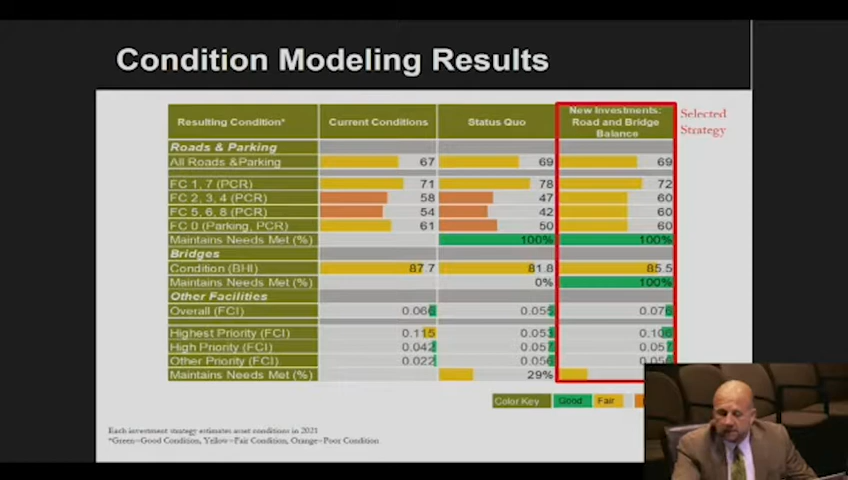 Condition Modeling Results
Resulting Condition* Current Conditions Status Quo New Investments: Road and Bridge Balance
Selected Strategy
Roads & Parking
All Roads &Parking 67 69 69
FC 1, 7 (PCR) 71 78 72
FC 2, 3, 4 (PCR) 58 47 60
FC 5, 6, 8 (PCR) 54 42 60
FC 0 (Parking, PCR) 61 50 60
Maintains Needs Met (%) 100% 100%
Bridges
Condition (BHI) 87.7 81.8 85.5
Maintains Needs Met (%) 0% 100%
Other Facilities
Overall (FCI) 0.066 0.055 0.076
Highest Priority (FCI) 0.115 0.053 0.106
High Priority (FCI) 0.042 0.057 0.057
Other Priority (FCI) 0.022 0.056 0.056
Maintains Needs Met (%) 29%
Color Key Good Fair
Each investment strategy estimates asset conditions in 2021
*Green=Good Condition, Yellow=Fair Condition, Orange=Poor Condition